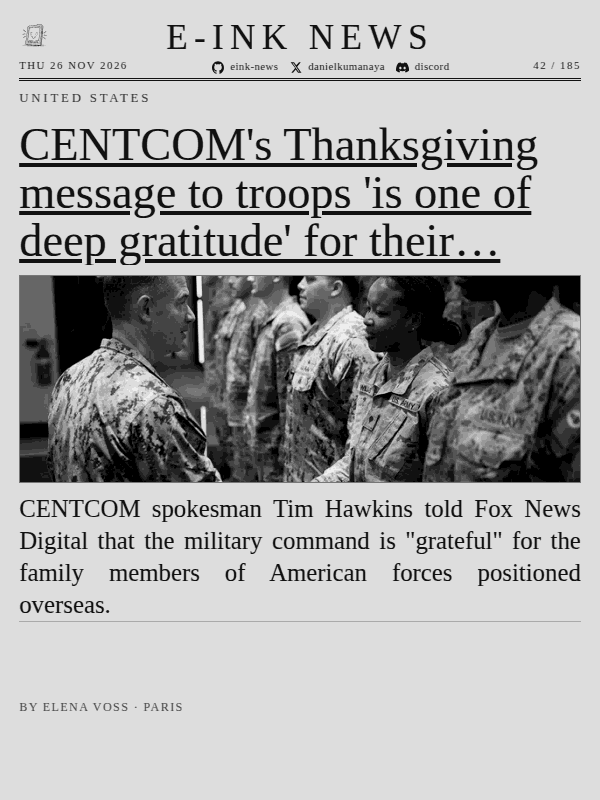 E-INK NEWS
THU 26 NOV 2026
eink-news danielkumanaya discord
42 / 185
UNITED STATES
CENTCOM's Thanksgiving
message to troops 'is one of
deep gratitude' for their…
CENTCOM spokesman Tim Hawkins told Fox News
Digital that the military command is "grateful" for the
family members of American forces positioned
overseas.
BY ELENA VOSS · PARIS